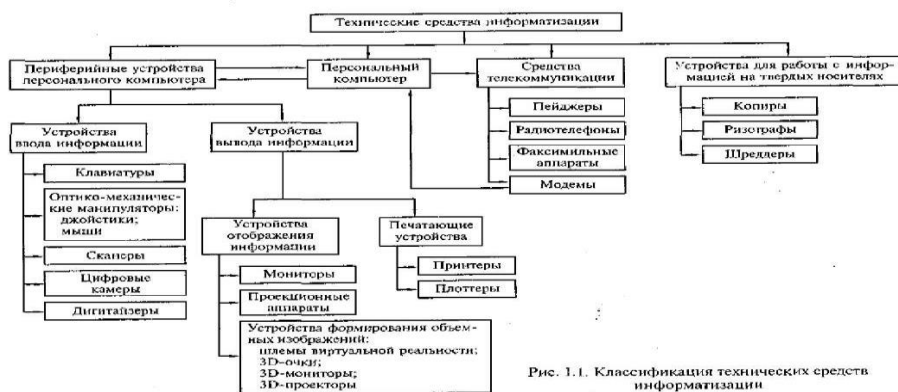 Технические средства информатизации
Периферийные устройства
персонального компьютера
Персональный
компьютер
Средства
телекоммуникации
Устройства для работы с инфор-
мацией на твердых носителях
Пейджеры
Радиотелефоны
Факсимильные
аппараты
Модемы
Копиры
Ризографы
Шреддеры
Устройства
ввода информации
Устройства
вывода информации
Клавиатуры
Оптико-механиче-
ские манипуляторы:
джойстики;
мыши
Сканеры
Цифровые
камеры
Дигитайзеры
Устройства
отображения
информации
Печатающие
устройства
Мониторы
Проекционные
аппараты
Устройства формирования объем-
ных изображений:
шлемы виртуальной реальности;
3D-очки;
3D-мониторы;
3D-проекторы
Принтеры
Плоттеры
Рис. 1.1. Классификация технических средств
информатизации